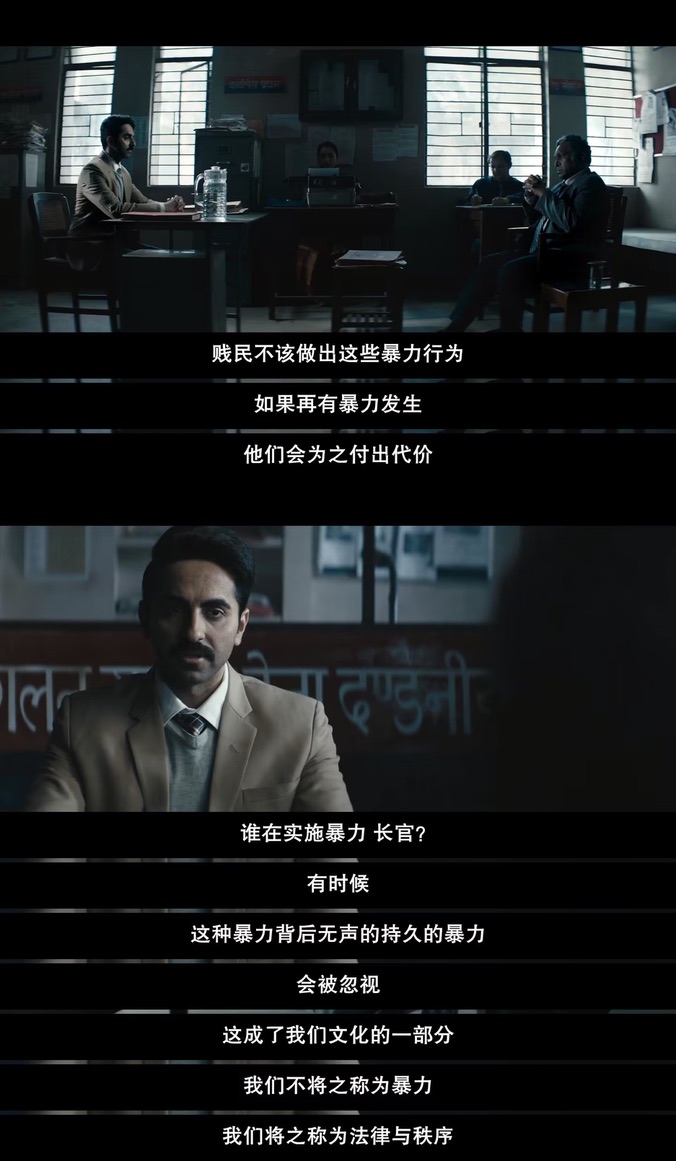 贱民不该做出这些暴力行为
如果再有暴力发生
他们会为之付出代价
दण्डनी
谁在实施暴力 长官?
有时候
这种暴力背后无声的持久的暴力
会被忽视
这成了我们文化的一部分
我们不将之称为暴力
我们将之称为法律与秩序